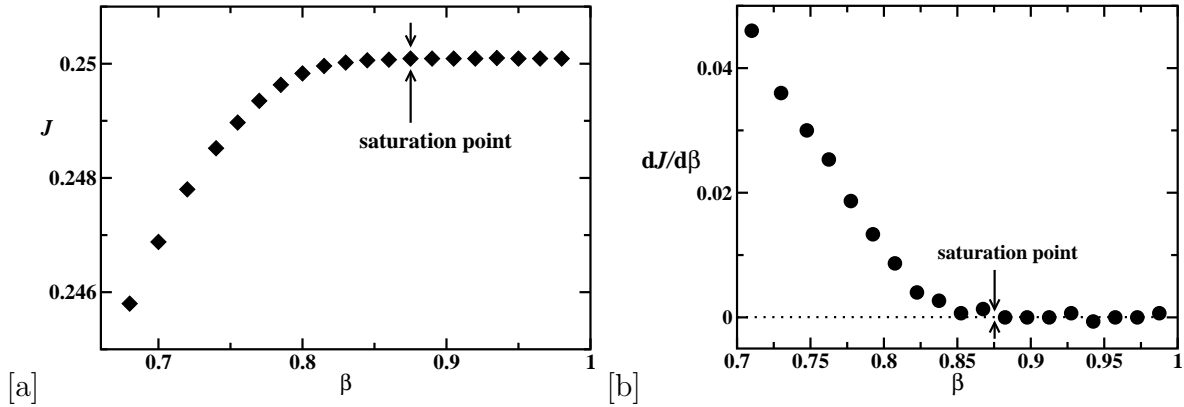 0.25
0.248
0.246
J
saturation point
0.7
0.8
0.9
1
β
[a]
0.04
0.02
0
dJ/dβ
saturation point
0.7
0.75
0.8
0.85
0.9
0.95
1
β
[b]